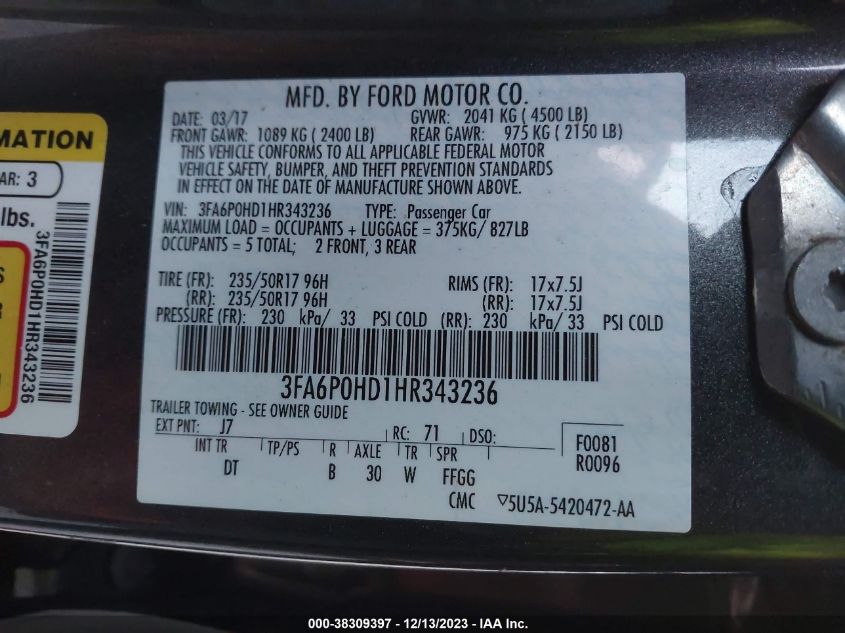 MFD. BY FORD MOTOR CO.
DATE: 03/17 GVWR: 2041 KG ( 4500 LB)
FRONT GAWR: 1089 KG ( 2400 LB) REAR GAWR: 975 KG ( 2150 LB)
THIS VEHICLE CONFORMS TO ALL APPLICABLE FEDERAL MOTOR
VEHICLE SAFETY, BUMPER, AND THEFT PREVENTION STANDARDS
IN EFFECT ON THE DATE OF MANUFACTURE SHOWN ABOVE.
VIN: 3FA6P0HD1HR343236 TYPE: Passenger Car
MAXIMUM LOAD = OCCUPANTS + LUGGAGE = 375KG/ 827LB
OCCUPANTS = 5 TOTAL; 2 FRONT, 3 REAR
TIRE (FR): 235/50R17 96H RIMS (FR): 17x7.5J
(RR): 235/50R17 96H (RR): 17x7.5J
PRESSURE (FR): 230 kPa/ 33 PSI COLD (RR): 230 kPa/ 33 PSI COLD
3FA6P0HD1HR343236
TRAILER TOWING - SEE OWNER GUIDE
EXT PNT: J7 RC: 71 DSO:
INT TR TP/PS R AXLE TR SPR
DT B 30 W FFGG
F0081
R0096
CMC ▽5U5A-5420472-AA
MATION
AR: 3
lbs.
S
R
3FA6P0HD1HR343236
000-38309397 - 12/13/2023 - IAA Inc.